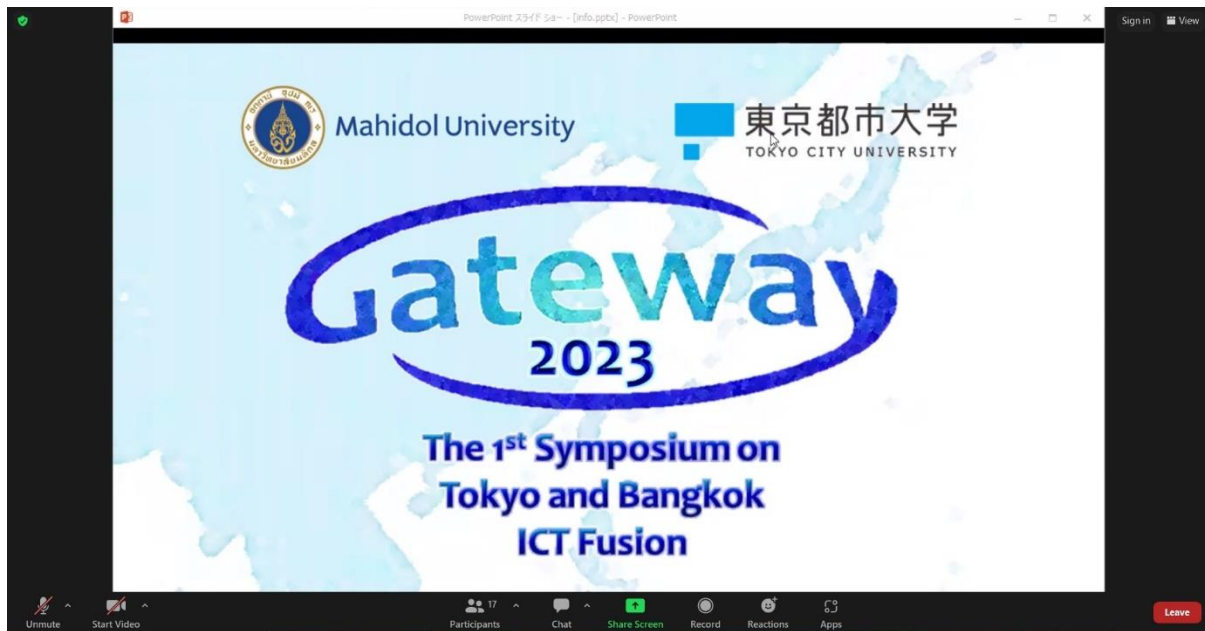 PowerPoint スライド ショー - [info.pptx] - PowerPoint
Sign in
View
Mahidol University
東京都市大学
TOKYO CITY UNIVERSITY
Gateway
2023
The 1st Symposium on
Tokyo and Bangkok
ICT Fusion
Unmute
Start Video
17
Participants
Chat
Share Screen
Record
Reactions
Apps
Leave